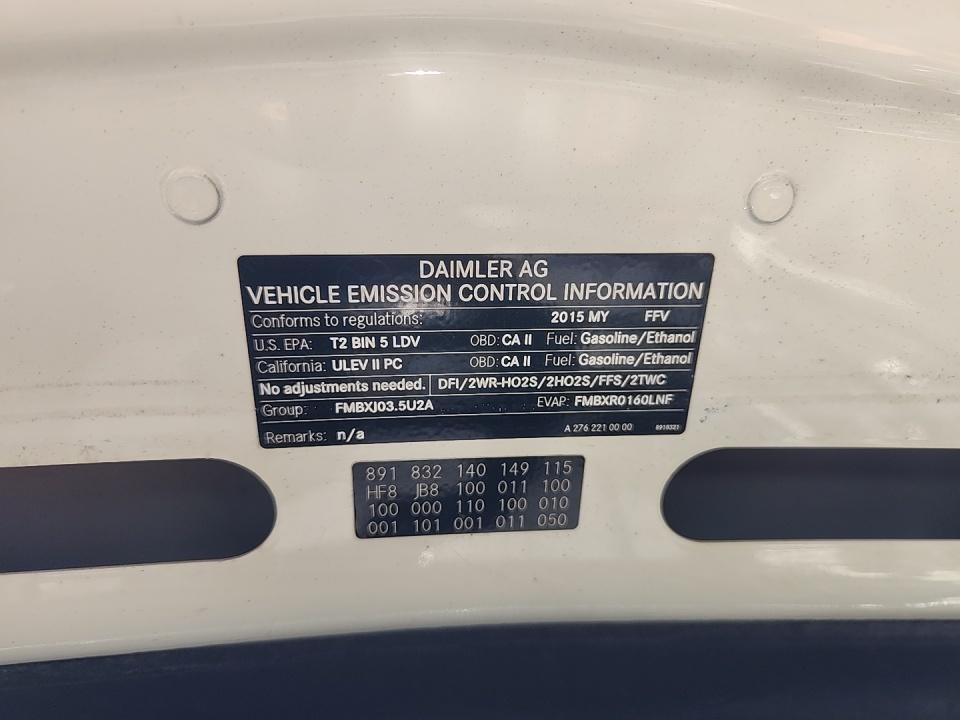 DAIMLER AG
VEHICLE EMISSION CONTROL INFORMATION
Conforms to regulations: 2015 MY FFV
U.S. EPA: T2 BIN 5 LDV OBD: CA II Fuel: Gasoline/Ethanol
California: ULEV II PC OBD: CA II Fuel: Gasoline/Ethanol
No adjustments needed. DFI/2WR-HO2S/2HO2S/FFS/2TWC
Group: FMBXJ03.5U2A EVAP: FMBXR0160LNF
Remarks: n/a A 276 221 00 00 8918321
891 832 140 149 115
HF8 JB8 100 011 100
100 000 110 100 010
001 101 001 011 050